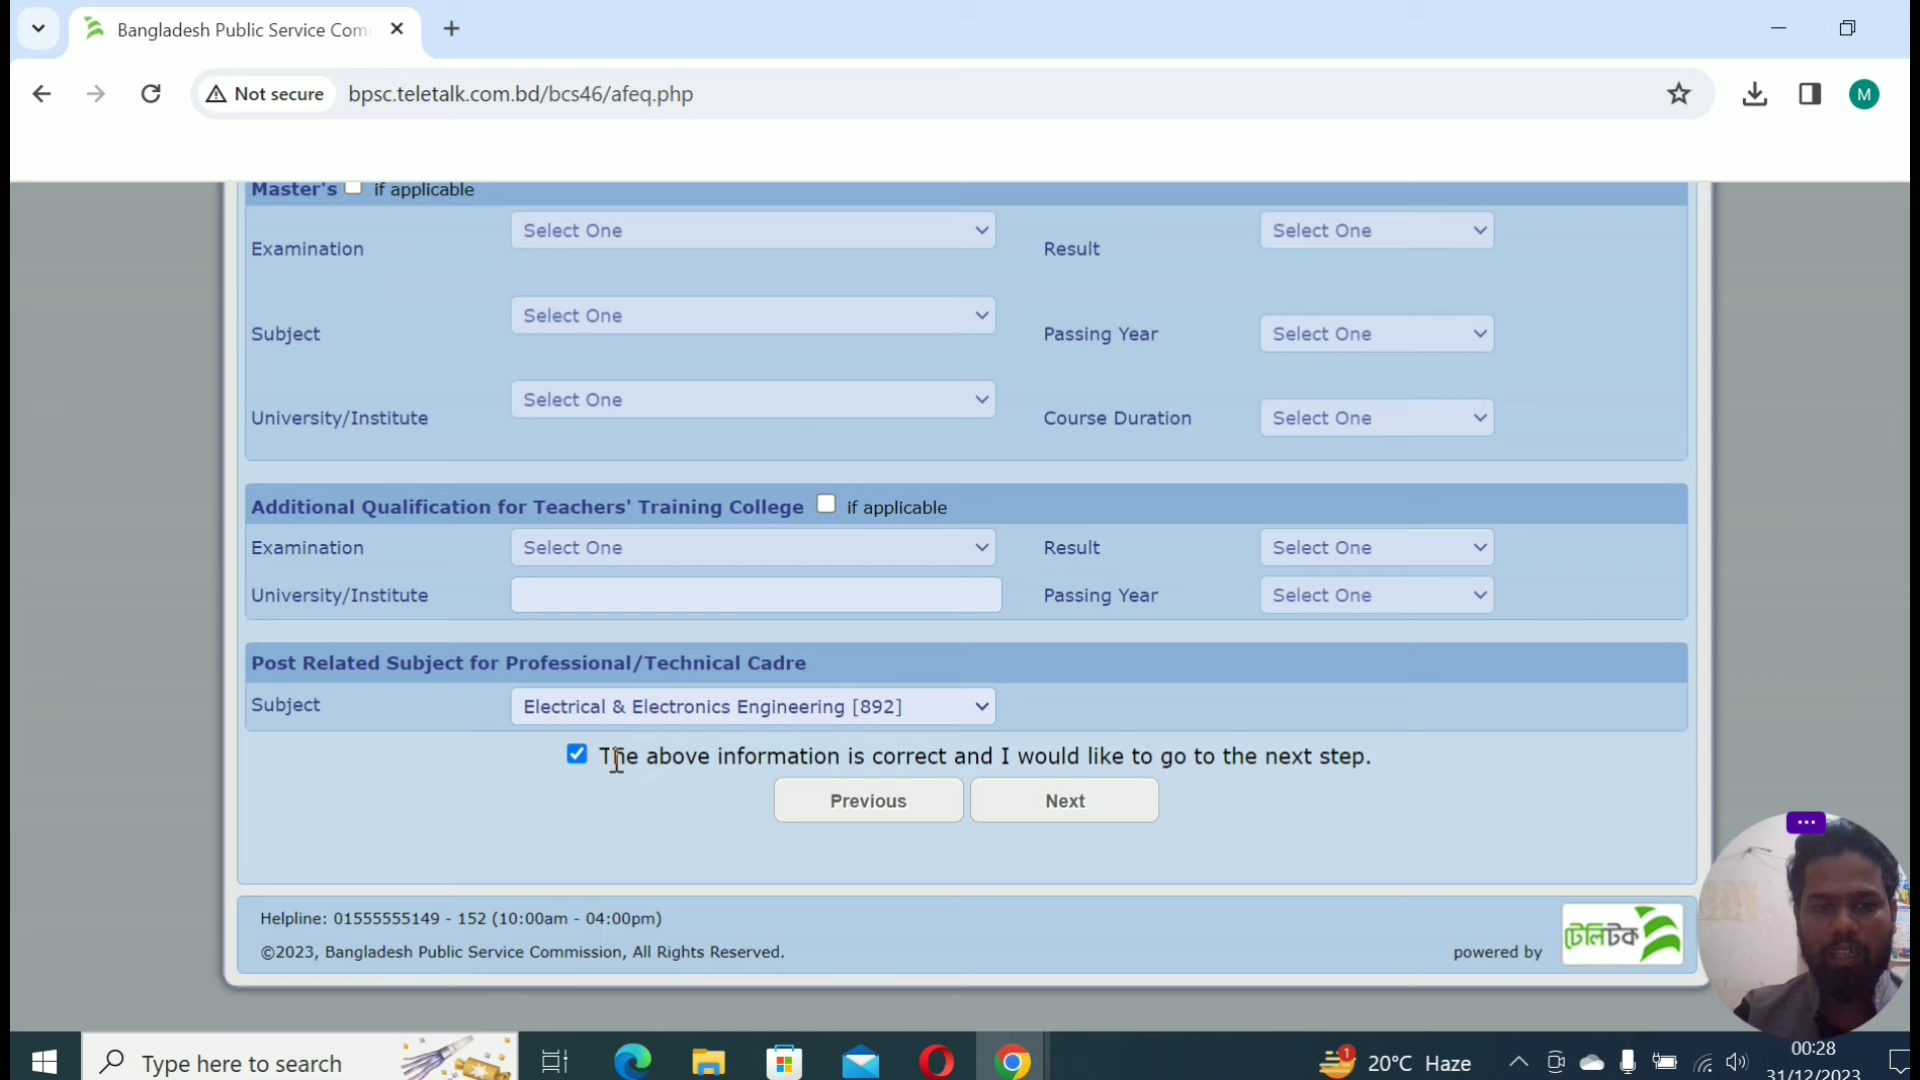 Bangladesh Public Service Com
Not secure bpsc.teletalk.com.bd/bcs46/afeq.php M
Master's if applicable
Examination Select One Result Select One
Subject Select One Passing Year Select One
University/Institute Select One Course Duration Select One
Additional Qualification for Teachers' Training College if applicable
Examination Select One Result Select One
University/Institute Passing Year Select One
Post Related Subject for Professional/Technical Cadre
Subject Electrical & Electronics Engineering [892]
The above information is correct and I would like to go to the next step.
Previous Next
Helpline: 01555555149 - 152 (10:00am - 04:00pm)
©2023, Bangladesh Public Service Commission, All Rights Reserved.
powered by টেলিটক
Type here to search 1 20°C Haze 00:28
31/12/2023